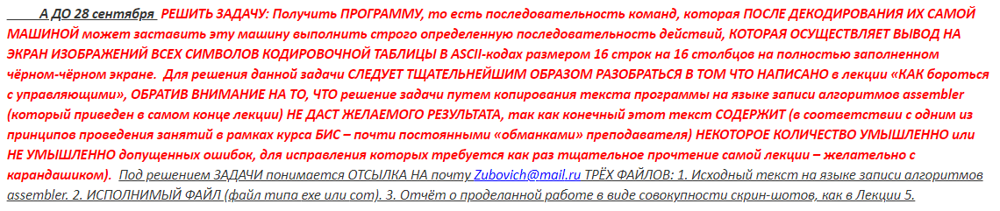 А ДО 28 сентября РЕШИТЬ ЗАДАЧУ: Получить ПРОГРАММУ, то есть последовательность команд, которая ПОСЛЕ ДЕКОДИРОВАНИЯ ИХ САМОЙ
МАШИНОЙ может заставить эту машину выполнить строго определенную последовательность действий, КОТОРАЯ ОСУЩЕСТВЛЯЕТ ВЫВОД НА
ЭКРАН ИЗОБРАЖЕНИЙ ВСЕХ СИМВОЛОВ КОДИРОВОЧНОЙ ТАБЛИЦЫ В ASCII-кодах размером 16 строк на 16 столбцов на полностью заполненном
чёрном-чёрном экране. Для решения данной задачи СЛЕДУЕТ ТЩАТЕЛЬНЕЙШИМ ОБРАЗОМ РАЗОБРАТЬСЯ В ТОМ ЧТО НАПИСАНО в лекции «КАК бороться
с управляющими», ОБРАТИВ ВНИМАНИЕ НА ТО, ЧТО решение задачи путем копирования текста программы на языке записи алгоритмов assembler
(который приведен в самом конце лекции) НЕ ДАСТ ЖЕЛАЕМОГО РЕЗУЛЬТАТА, так как конечный этот текст СОДЕРЖИТ (в соответствии с одним из
принципов проведения занятий в рамках курса БИС – почти постоянными «обманками» преподавателя) НЕКОТОРОЕ КОЛИЧЕСТВО УМЫШЛЕННО или
НЕ УМЫШЛЕННО допущенных ошибок, для исправления которых требуется как раз тщательное прочтение самой лекции – желательно с
карандашиком). Под решением ЗАДАЧИ понимается ОТСЫЛКА НА почту Zubovich@mail.ru ТРЁХ ФАЙЛОВ: 1. Исходный текст на языке записи алгоритмов
assembler. 2. ИСПОЛНИМЫЙ ФАЙЛ (файл типа exe или com). 3. Отчёт о проделанной работе в виде совокупности скрин-шотов, как в Лекции 5.